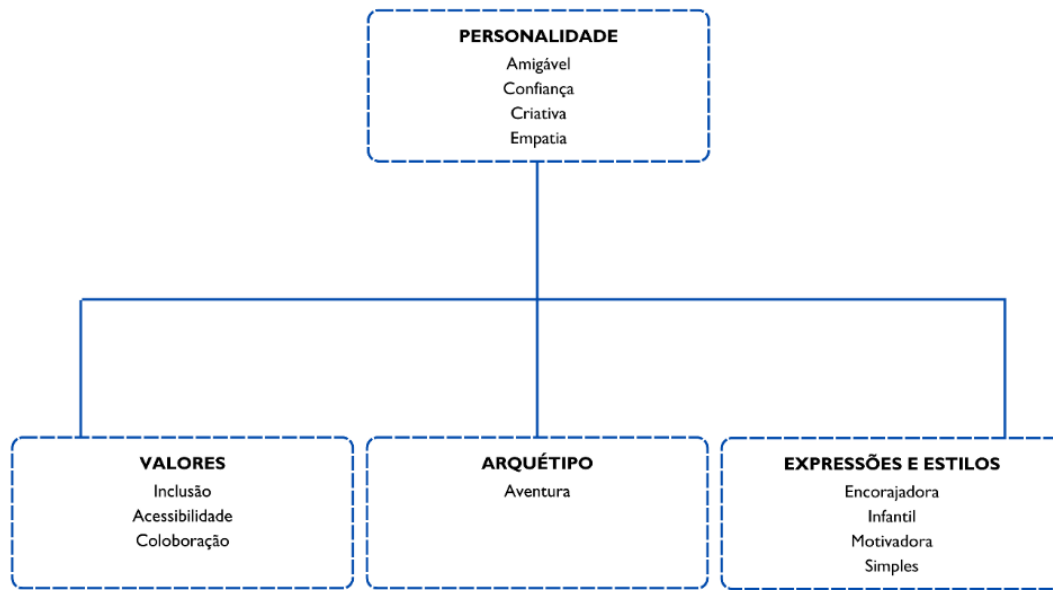 PERSONALIDADE
Amigável
Confiança
Criativa
Empatia
VALORES
Inclusão
Acessibilidade
Coloboração
ARQUÉTIPO
Aventura
EXPRESSÕES E ESTILOS
Encorajadora
Infantil
Motivadora
Simples